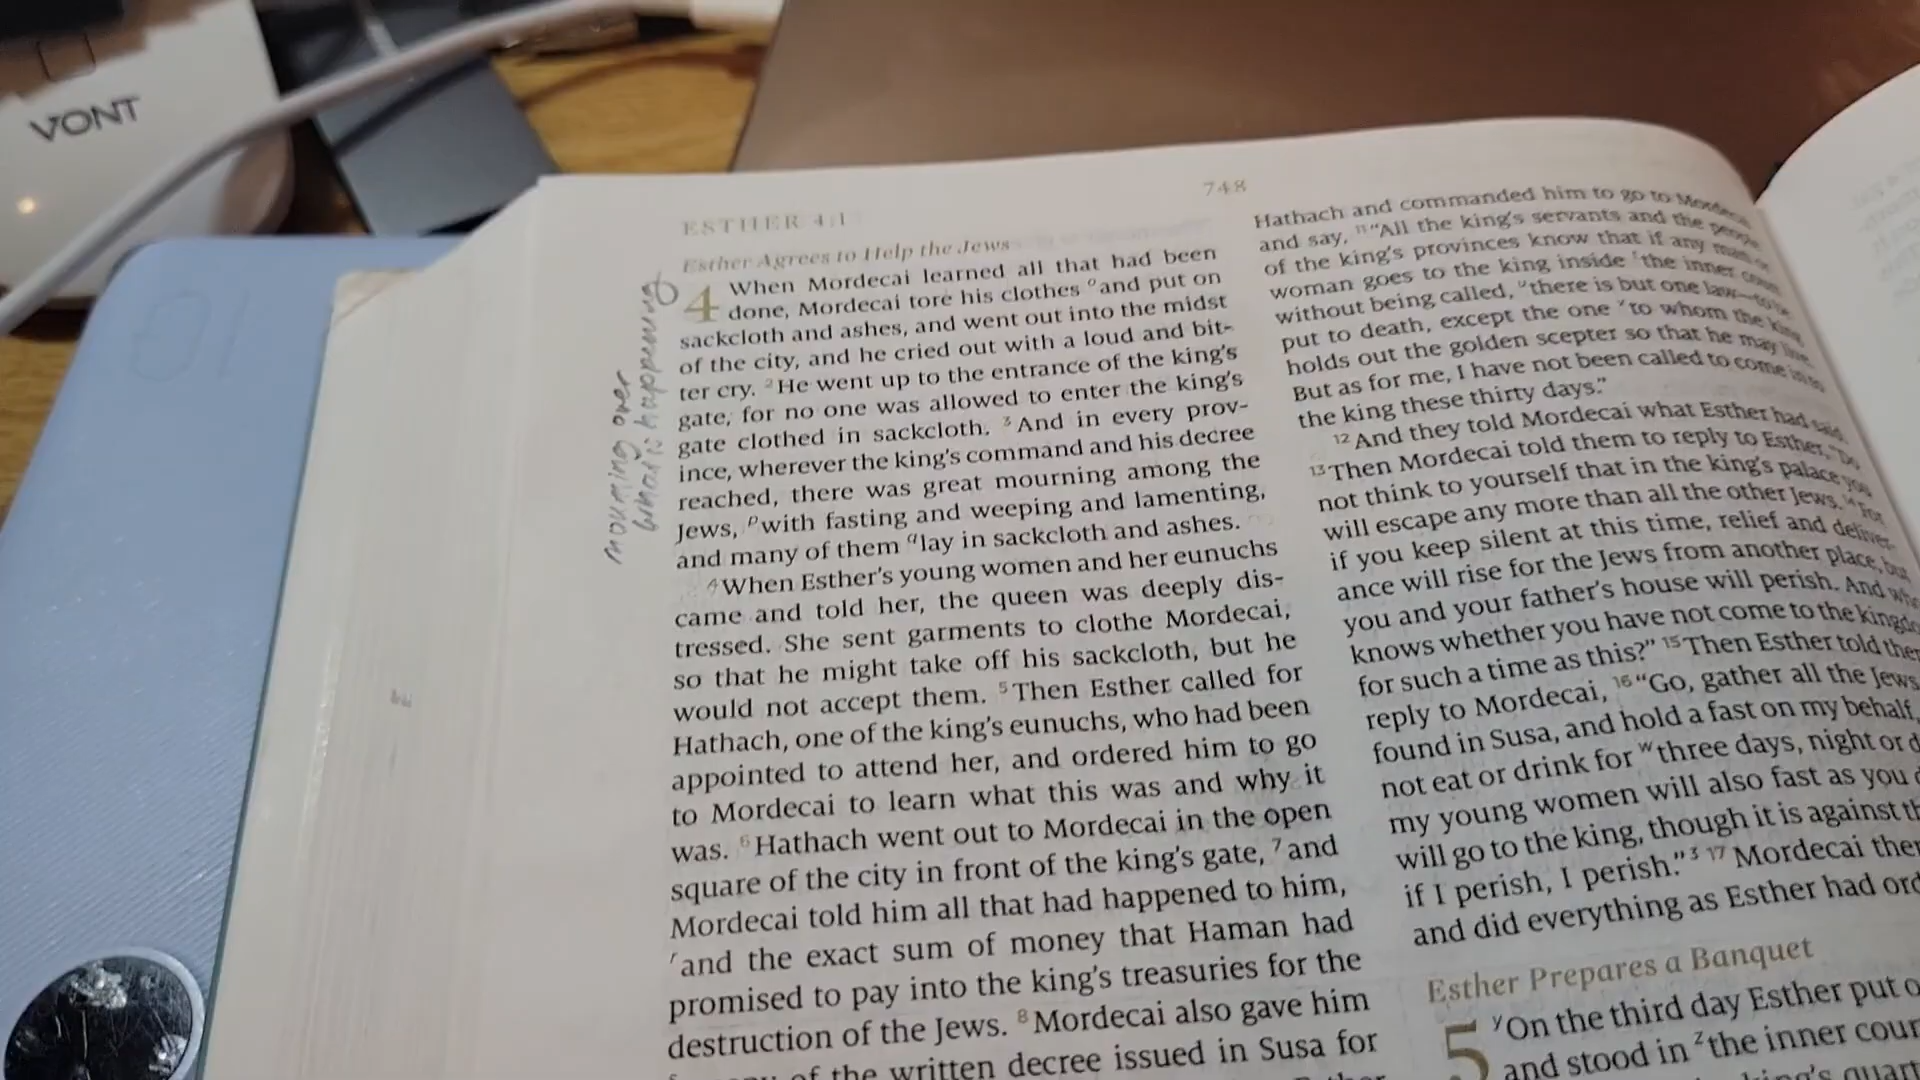 VONT
748
ESTHER 4:1
Esther Agrees to Help the Jews
4 When Mordecai learned all that had been
done, Mordecai tore his clothes o and put on
sackcloth and ashes, and went out into the midst
of the city, and he cried out with a loud and bit-
ter cry. 2 He went up to the entrance of the king's
gate, for no one was allowed to enter the king's
gate clothed in sackcloth. 3 And in every prov-
ince, wherever the king's command and his decree
reached, there was great mourning among the
Jews, p with fasting and weeping and lamenting,
and many of them q lay in sackcloth and ashes.
4 When Esther's young women and her eunuchs
came and told her, the queen was deeply dis-
tressed. She sent garments to clothe Mordecai,
so that he might take off his sackcloth, but he
would not accept them. 5 Then Esther called for
Hathach, one of the king's eunuchs, who had been
appointed to attend her, and ordered him to go
to Mordecai to learn what this was and why it
was. 6 Hathach went out to Mordecai in the open
square of the city in front of the king's gate, 7 and
Mordecai told him all that had happened to him,
r and the exact sum of money that Haman had
promised to pay into the king's treasuries for the
destruction of the Jews. 8 Mordecai also gave him
of the written decree issued in Susa for
mourning over
what is happening
Hathach and commanded him to go to
and say, 11 "All the king's servants and the people
of the king's provinces know that if any man or
woman goes to the king inside t the inner court
without being called, u there is but one law—to be
put to death, except the one v to whom the king
holds out the golden scepter so that he may live.
But as for me, I have not been called to come in to
the king these thirty days."
12 And they told Mordecai what Esther had said.
13 Then Mordecai told them to reply to Esther, "Do
not think to yourself that in the king's palace you
will escape any more than all the other Jews. 14 For
if you keep silent at this time, relief and deliver-
ance will rise for the Jews from another place, but
you and your father's house will perish. And who
knows whether you have not come to the
for such a time as this?" 15 Then Esther told
reply to Mordecai, 16 "Go, gather all the Jews
found in Susa, and hold a fast on my behalf,
not eat or drink for w three days, night or
my young women will also fast as you
will go to the king, though it is against
if I perish, I perish." 3 17 Mordecai
and did everything as Esther had
Esther Prepares a Banquet
5 y On the third day Esther put
and stood in z the inner
king's